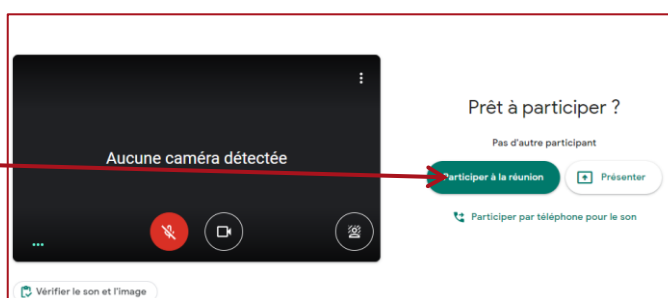 Aucune caméra détectée
Prêt à participer ?
Pas d'autre participant
Participer à la réunion
Présenter
Participer par téléphone pour le son
Vérifier le son et l'image